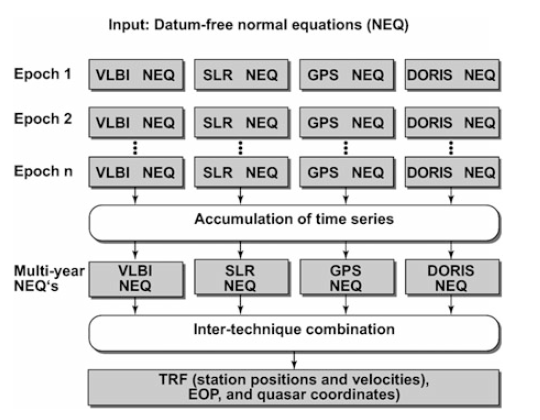 Input: Datum-free normal equations (NEQ)
Epoch 1 VLBI NEQ SLR NEQ GPS NEQ DORIS NEQ
Epoch 2 VLBI NEQ SLR NEQ GPS NEQ DORIS NEQ
Epoch n VLBI NEQ SLR NEQ GPS NEQ DORIS NEQ
Accumulation of time series
Multi-year VLBI SLR GPS DORIS
NEQ‘s NEQ NEQ NEQ NEQ
Inter-technique combination
TRF (station positions and velocities),
EOP, and quasar coordinates)